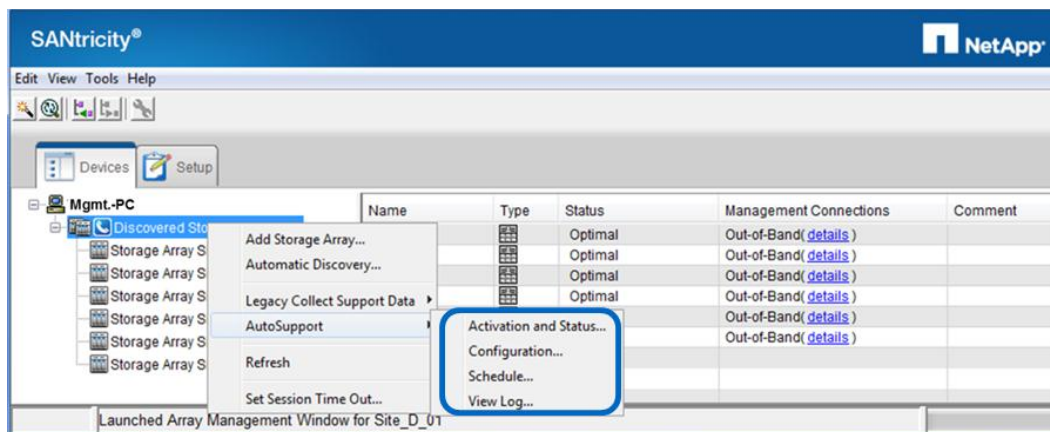 SANtricity®
NetApp
Edit View Tools Help
Devices
Setup
Mgmt.-PC
Discovered Sto
Storage Array S
Storage Array S
Storage Array S
Storage Array S
Storage Array S
Storage Array S
Add Storage Array...
Automatic Discovery...
Legacy Collect Support Data
AutoSupport
Refresh
Set Session Time Out...
Activation and Status...
Configuration...
Schedule...
View Log...
Name Type Status Management Connections Comment
Optimal Out-of-Band( details )
Optimal Out-of-Band( details )
Optimal Out-of-Band( details )
Optimal Out-of-Band( details )
Out-of-Band( details )
Out-of-Band( details )
Launched Array Management Window for Site_D_01